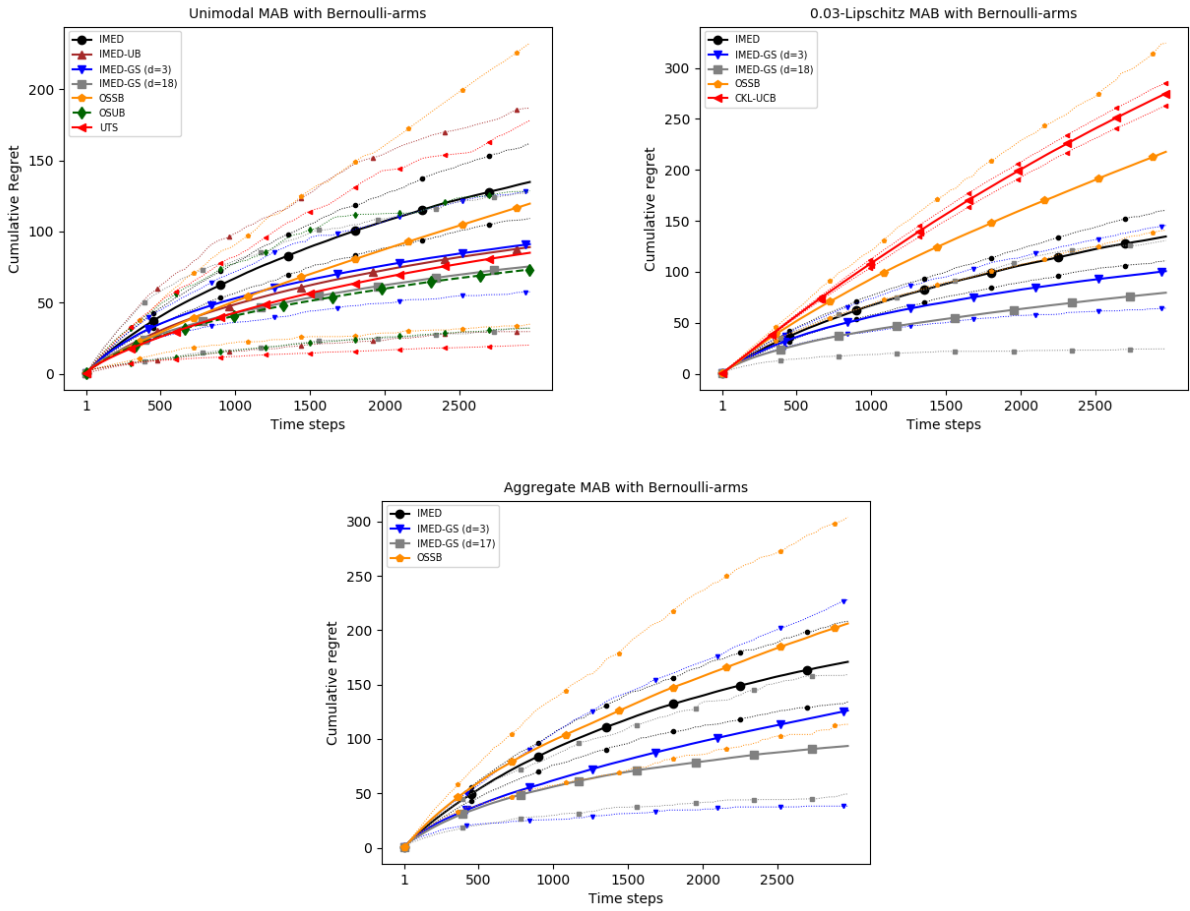 Unimodal MAB with Bernoulli-arms
IMED
IMED-UB
IMED-GS (d=3)
IMED-GS (d=18)
OSSB
OSUB
UTS
Cumulative Regret
200
150
100
50
0
1
500
1000
1500
2000
2500
Time steps
0.03-Lipschitz MAB with Bernoulli-arms
IMED
IMED-GS (d=3)
IMED-GS (d=18)
OSSB
CKL-UCB
Cumulative regret
300
250
200
150
100
50
0
1
500
1000
1500
2000
2500
Time steps
Aggregate MAB with Bernoulli-arms
IMED
IMED-GS (d=3)
IMED-GS (d=17)
OSSB
Cumulative regret
300
250
200
150
100
50
0
1
500
1000
1500
2000
2500
Time steps